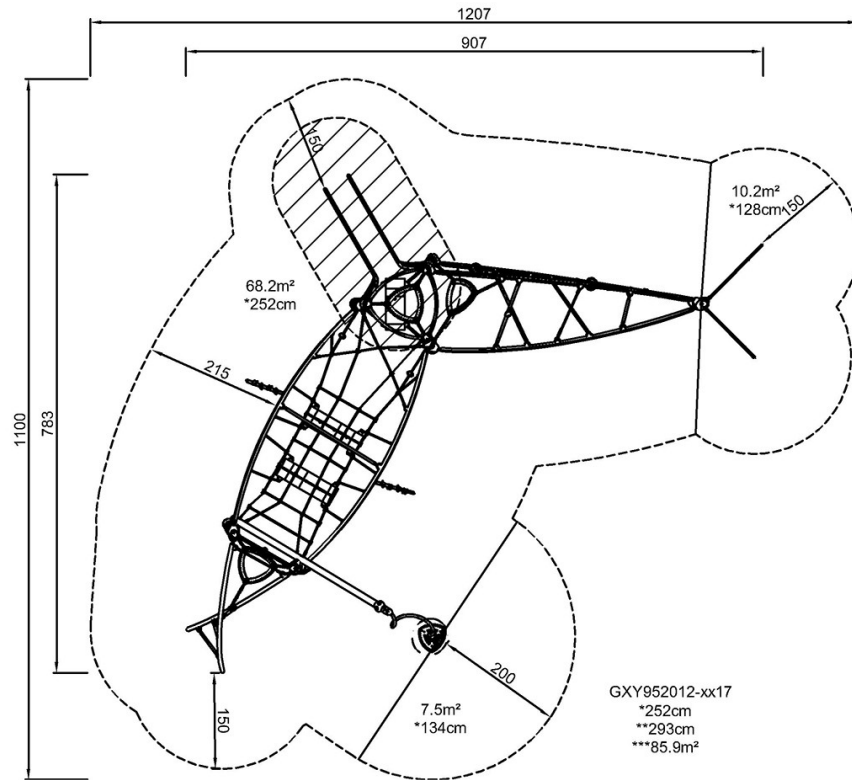 1207
907
150
10.2m²
*128cm
150
68.2m²
*252cm
215
1100
783
200
150
7.5m²
*134cm
GXY952012-xx17
*252cm
**293cm
***85.9m²